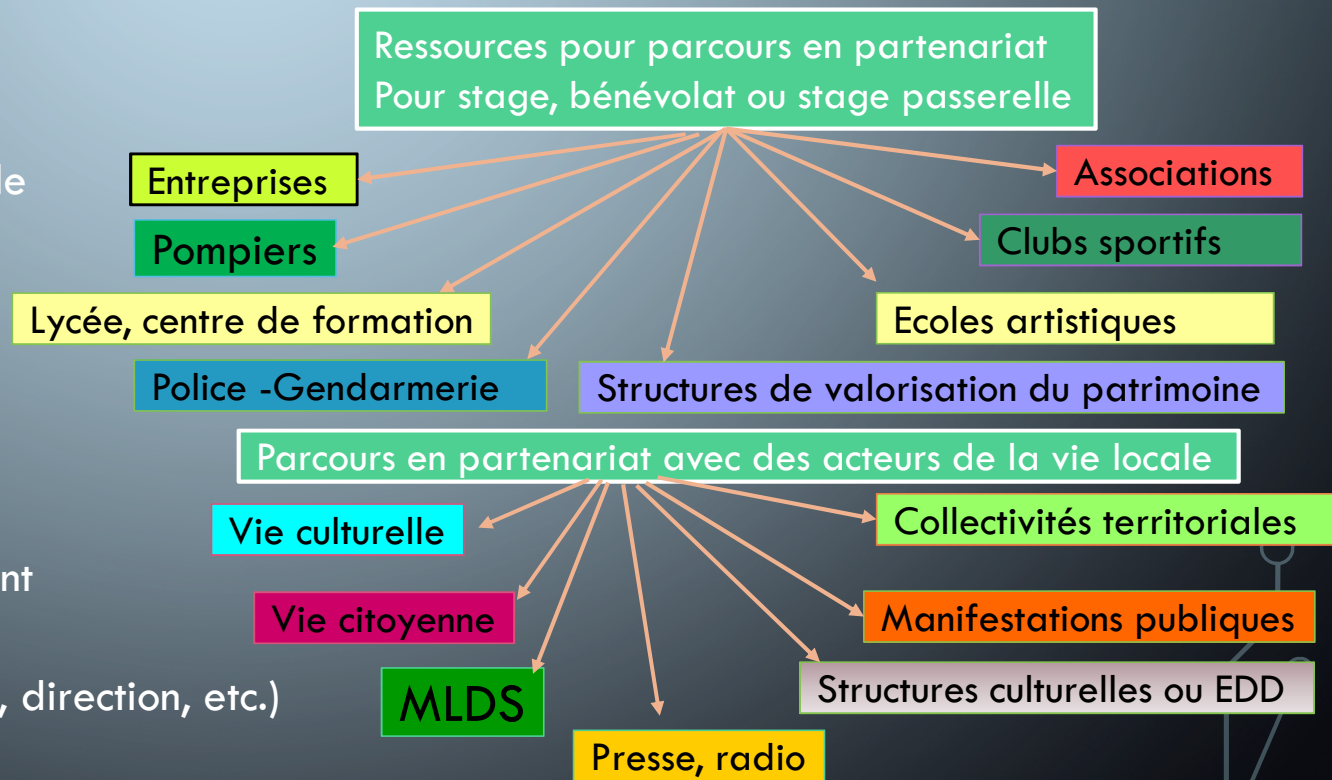 Ressources pour parcours en partenariat
Pour stage, bénévolat ou stage passerelle
Entreprises
Associations
Pompiers
Clubs sportifs
Lycée, centre de formation
Ecoles artistiques
Police -Gendarmerie
Structures de valorisation du patrimoine
Parcours en partenariat avec des acteurs de la vie locale
Vie culturelle
Collectivités territoriales
nt
Vie citoyenne
Manifestations publiques
, direction, etc.)
MLDS
Structures culturelles ou EDD
Presse, radio